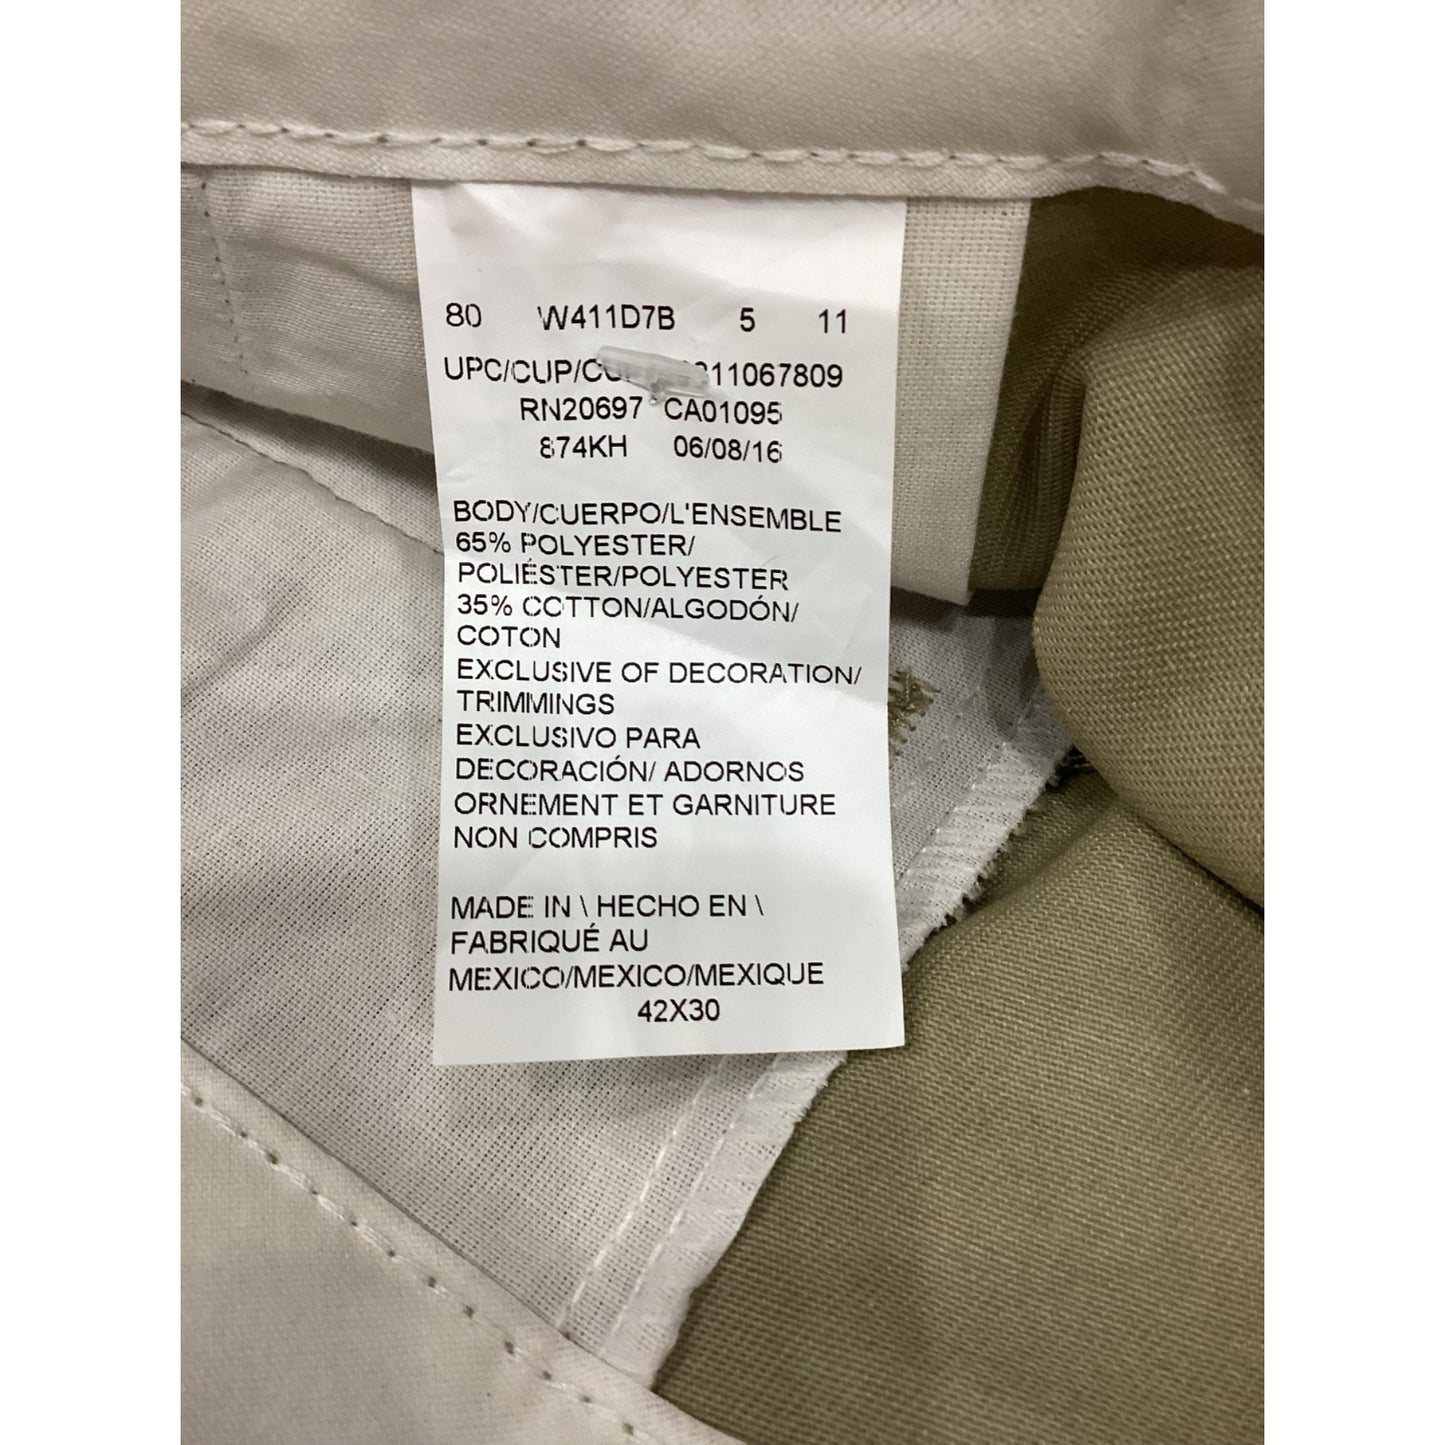 80 W411D7B 5 11
UPC/CUP/ 11067809
RN20697 CA01095
874KH 06/08/16
BODY/CUERPO/L'ENSEMBLE
65% POLYESTER/
POLIÉSTER/POLYESTER
35% COTTON/ALGODÓN/
COTON
EXCLUSIVE OF DECORATION/
TRIMMINGS
EXCLUSIVO PARA
DECORACIÓN/ ADORNOS
ORNEMENT ET GARNITURE
NON COMPRIS
MADE IN \ HECHO EN \
FABRIQUÉ AU
MEXICO/MEXICO/MEXIQUE
42X30